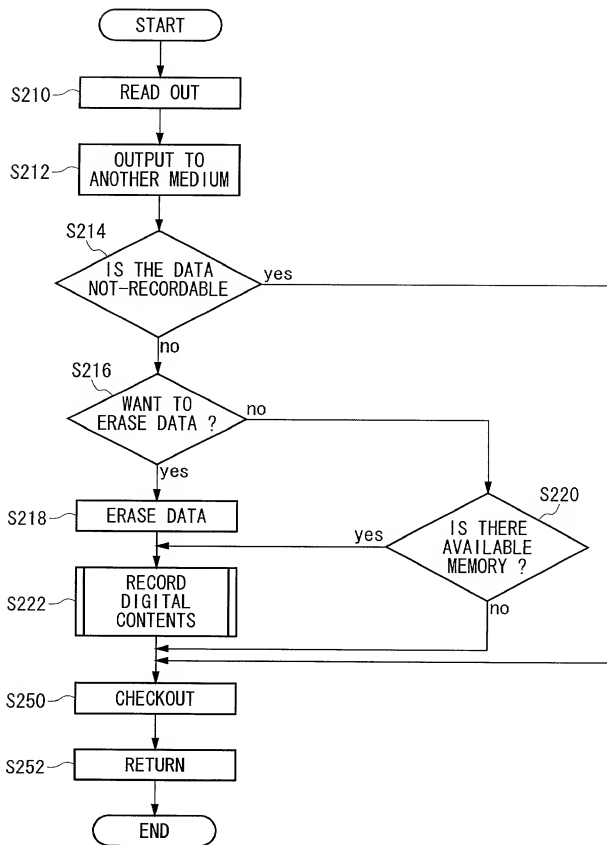 START
S210
READ OUT
S212
OUTPUT TO
ANOTHER MEDIUM
S214
IS THE DATA
NOT-RECORDABLE
yes
no
S216
WANT TO
ERASE DATA ?
no
yes
S220
IS THERE
AVAILABLE
MEMORY ?
yes
no
S218
ERASE DATA
S222
RECORD
DIGITAL
CONTENTS
S250
CHECKOUT
S252
RETURN
END